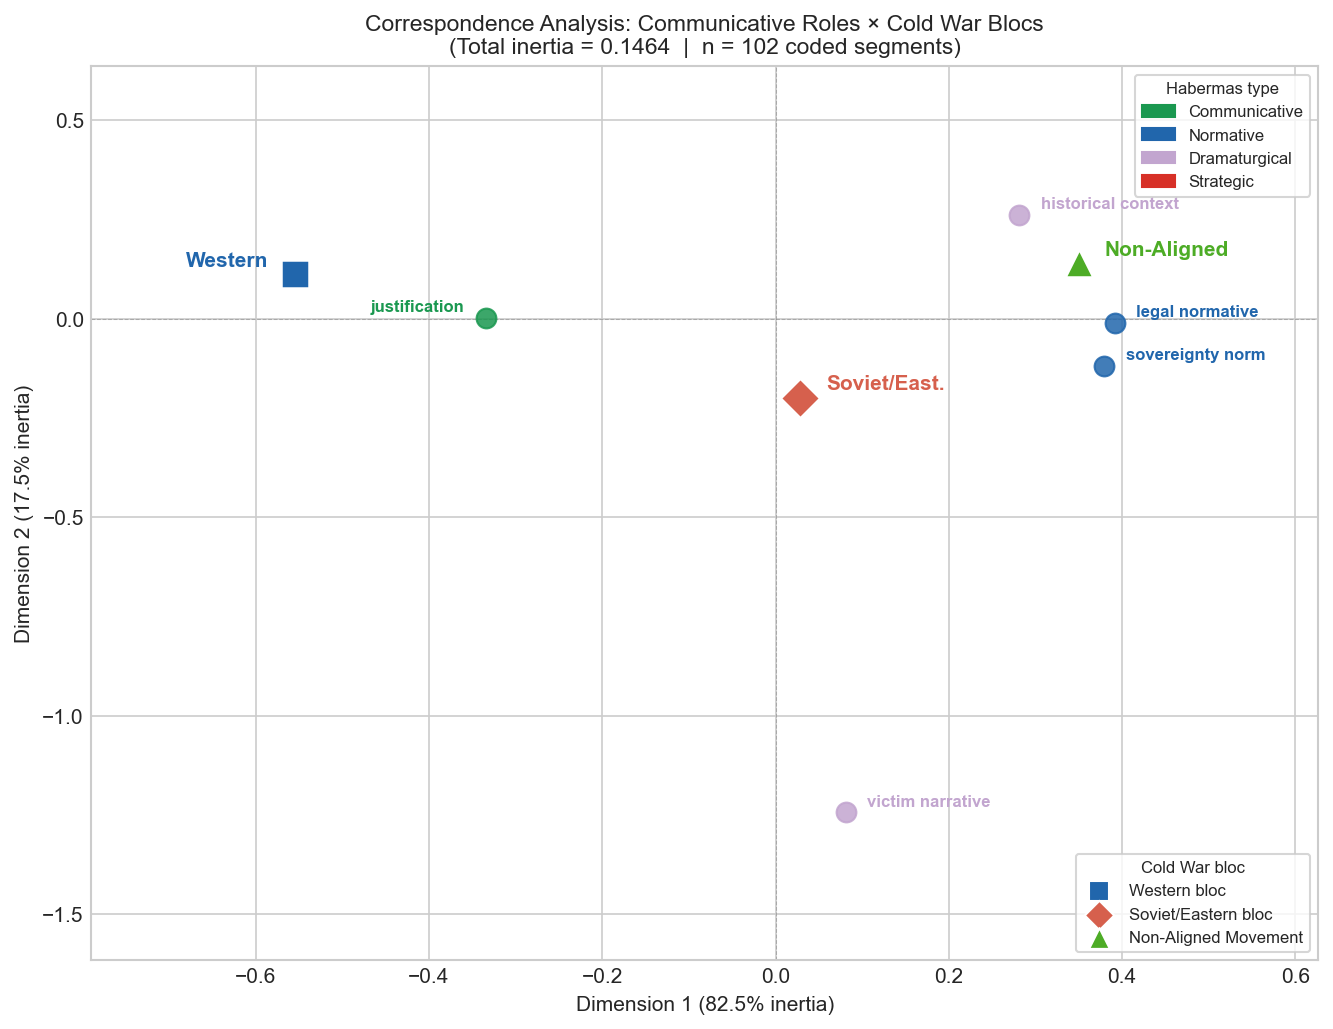 Correspondence Analysis: Communicative Roles × Cold War Blocs
(Total inertia = 0.1464  |  n = 102 coded segments)
Habermas type
Communicative
Normative
Dramaturgical
Strategic
historical context
Non-Aligned
Western
justification
legal normative
sovereignty norm
Soviet/East.
victim narrative
Cold War bloc
Western bloc
Soviet/Eastern bloc
Non-Aligned Movement
0.5
0.0
−0.5
−1.0
−1.5
Dimension 2 (17.5% inertia)
−0.6
−0.4
−0.2
0.0
0.2
0.4
0.6
Dimension 1 (82.5% inertia)